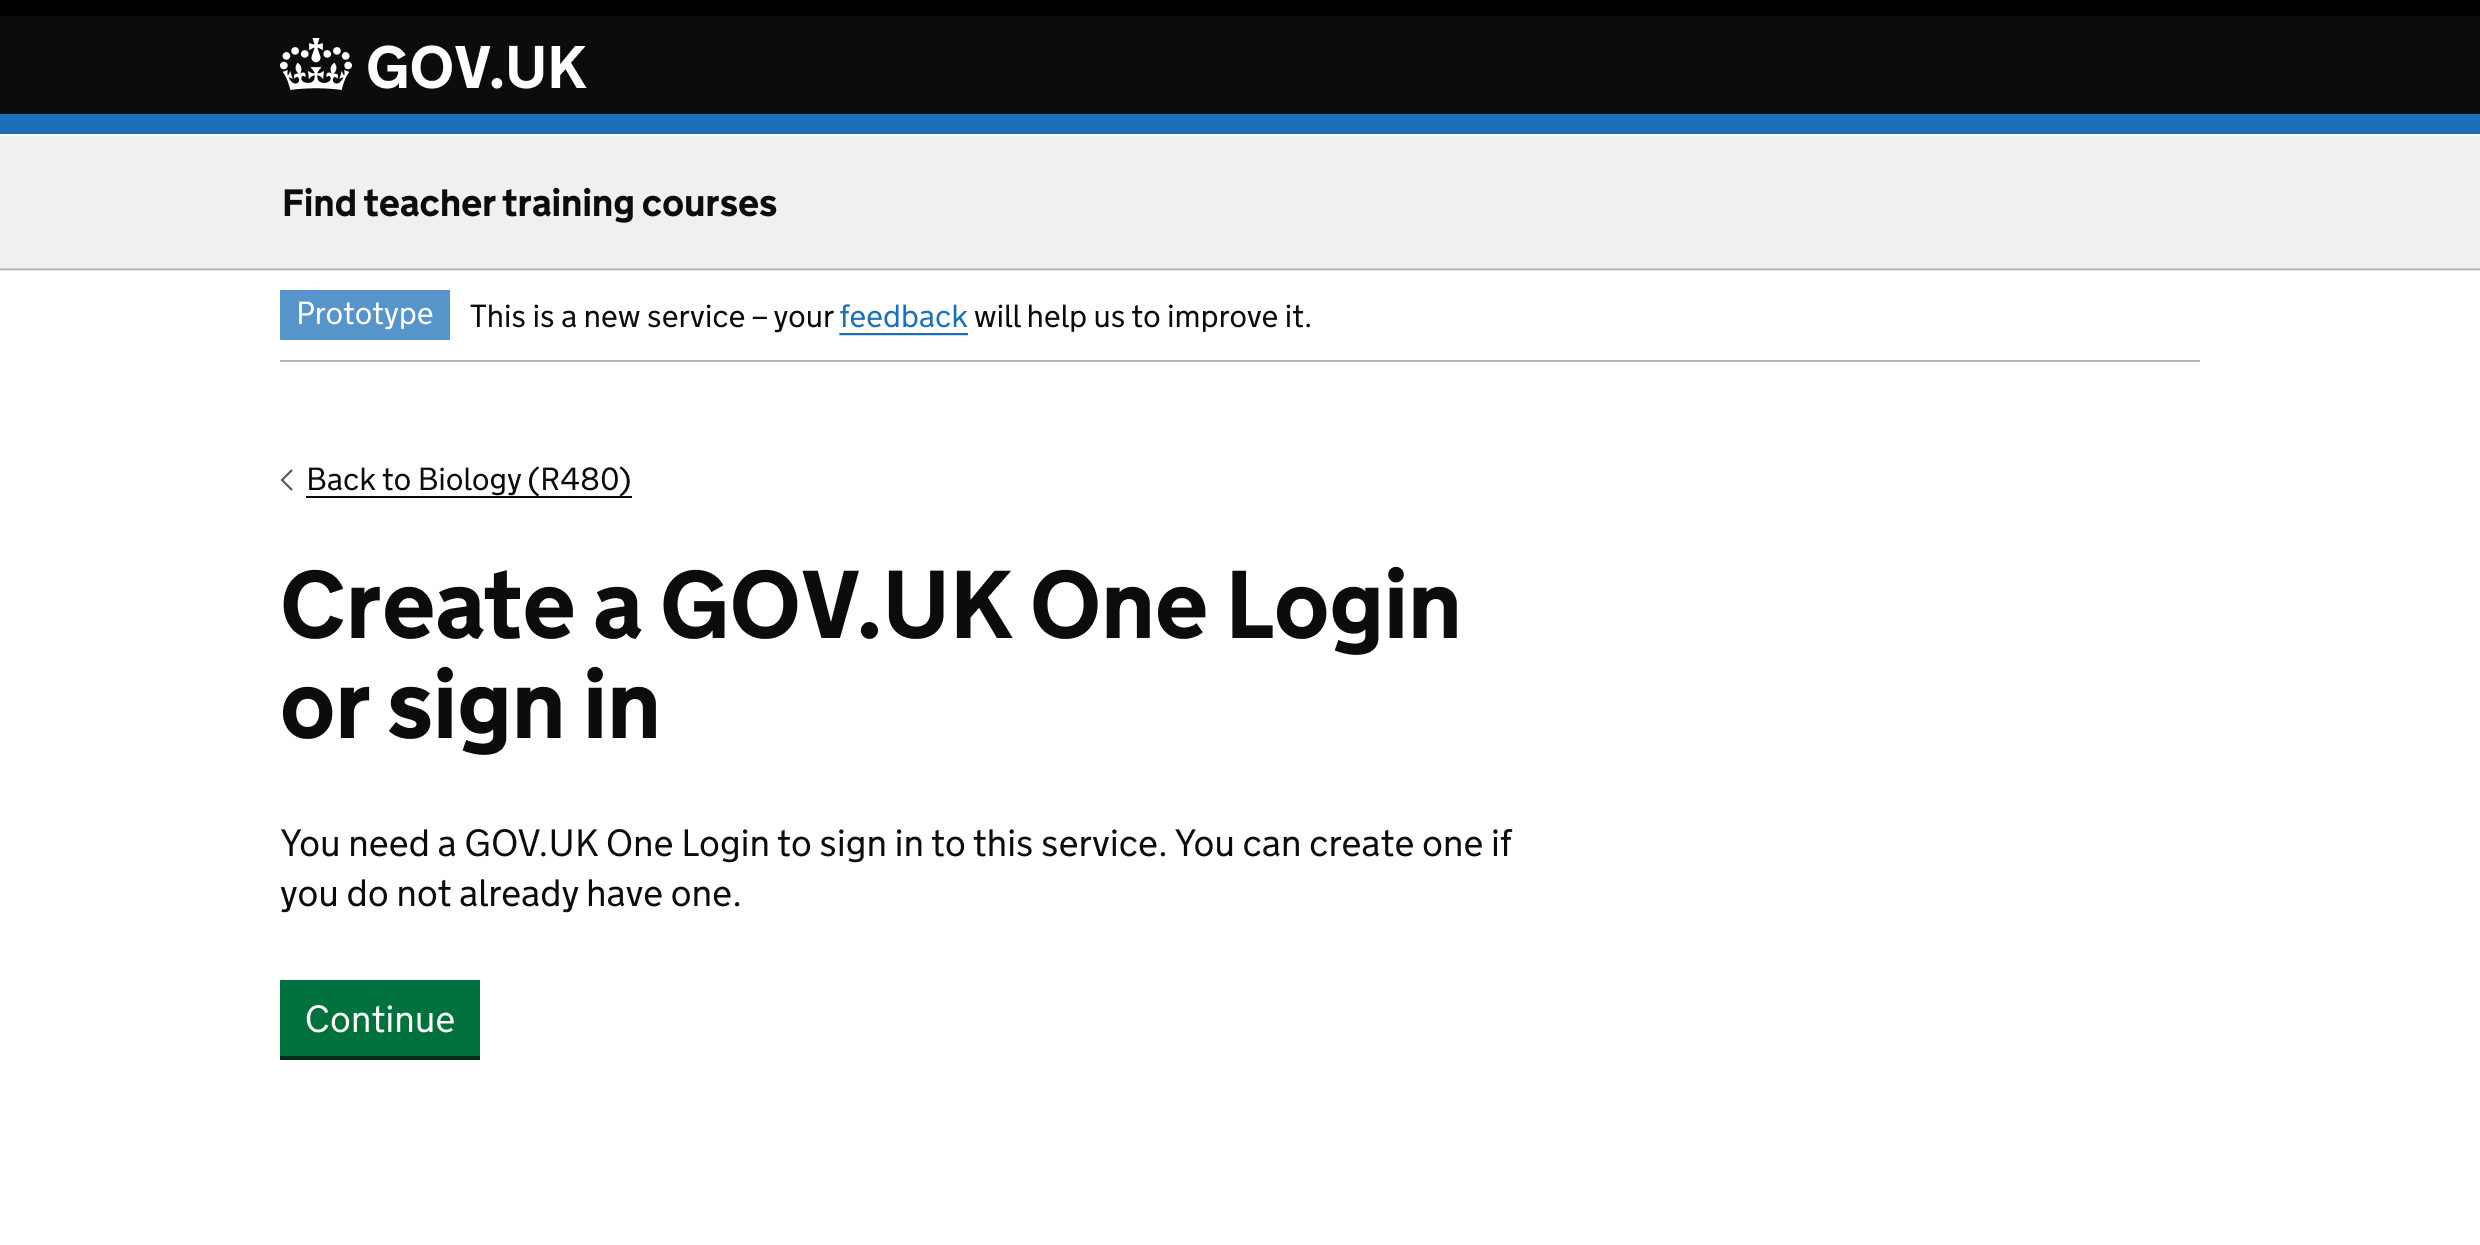 GOV.UK
Find teacher training courses
Prototype This is a new service – your feedback will help us to improve it.
Back to Biology (R480)
Create a GOV.UK One Login
or sign in
You need a GOV.UK One Login to sign in to this service. You can create one if
you do not already have one.
Continue